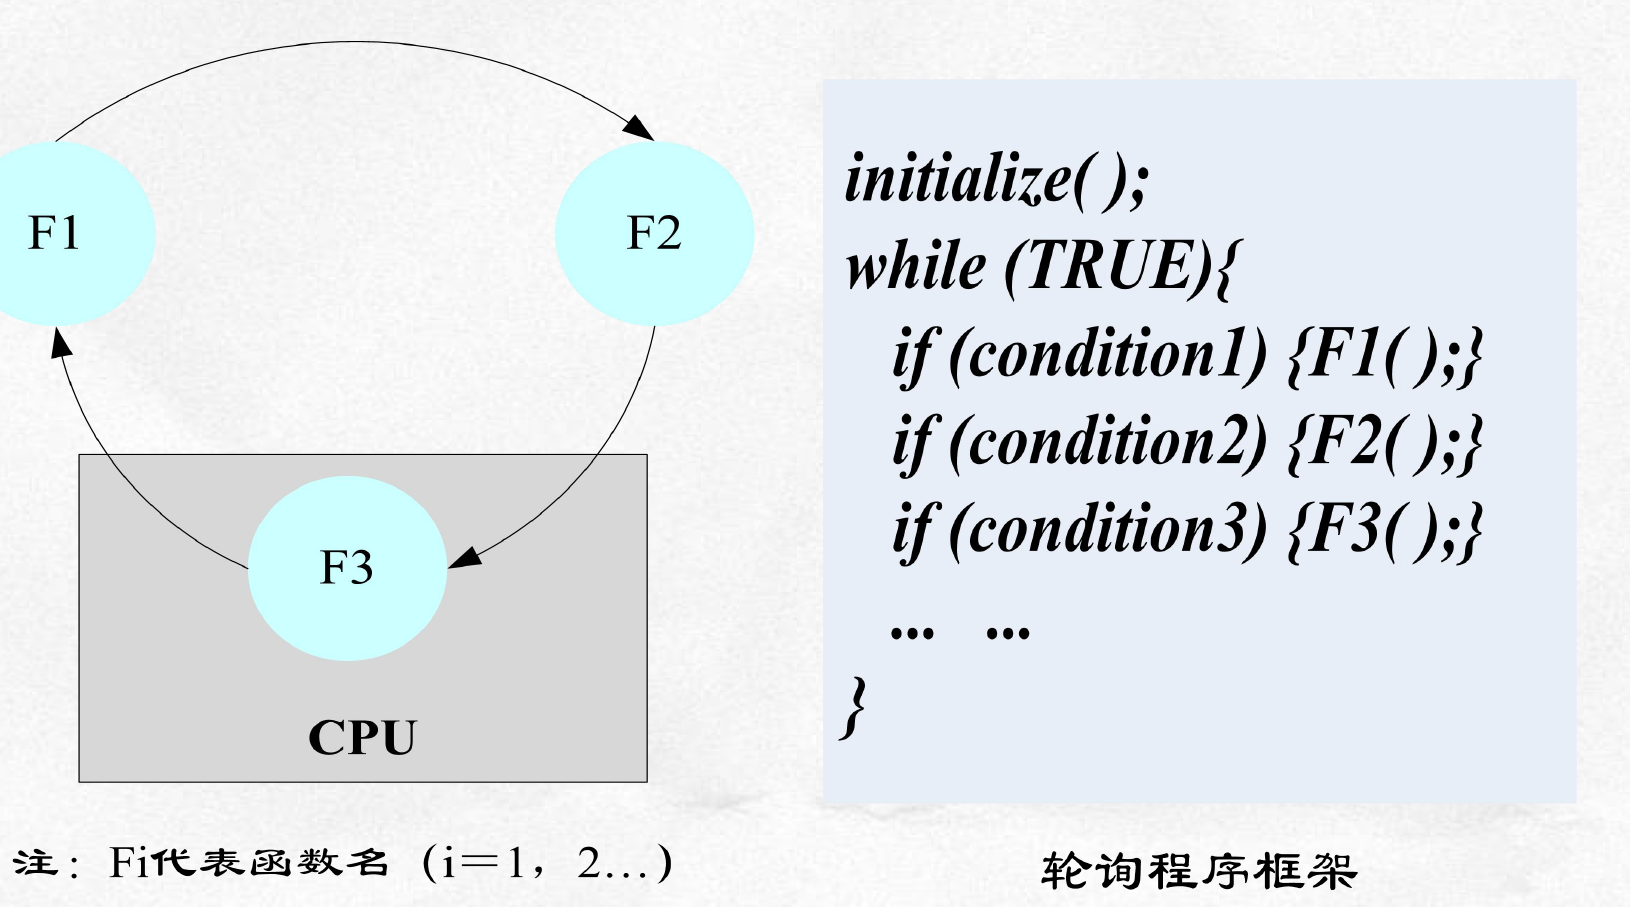 F1
F2
F3
CPU
注：Fi代表函数名（i＝1，2…）
initialize( );
while (TRUE){
if (condition1) {F1( );}
if (condition2) {F2( );}
if (condition3) {F3( );}
... ...
}
轮询程序框架